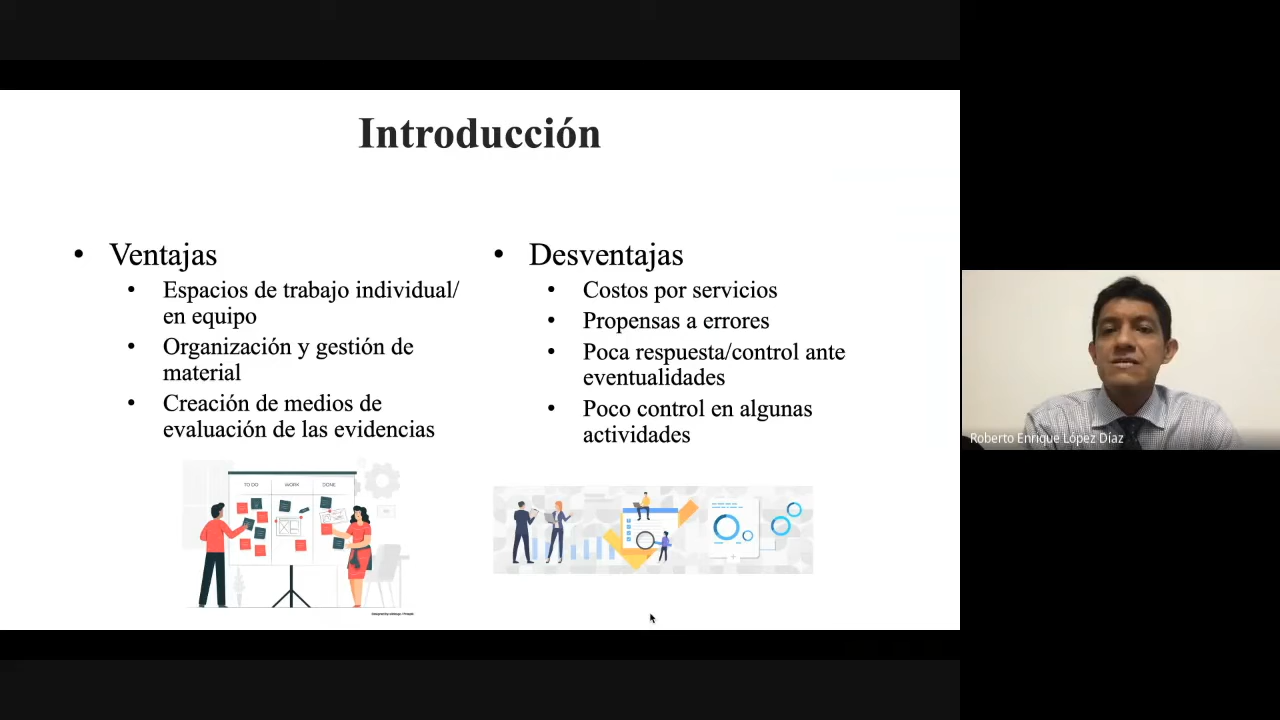 Introducción
Ventajas
Espacios de trabajo individual/
en equipo
Organización y gestión de
material
Creación de medios de
evaluación de las evidencias
TO DO
WORK
DONE
Desventajas
Costos por servicios
Propensas a errores
Poca respuesta/control ante
eventualidades
Poco control en algunas
actividades
Roberto Enrique López Díaz